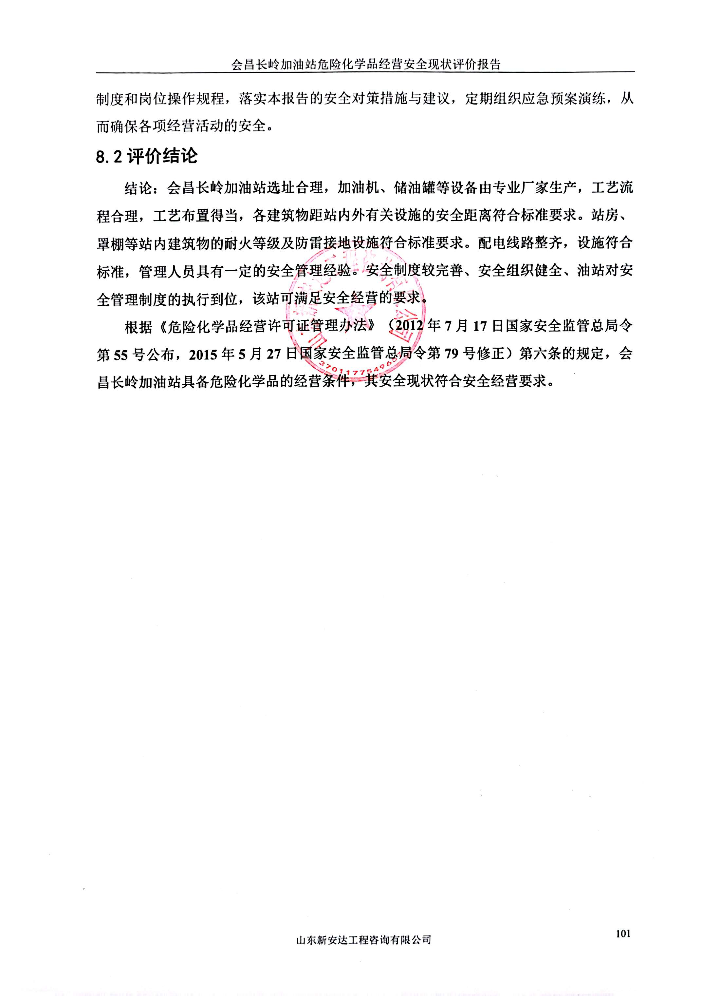 会昌长岭加油站危险化学品经营安全现状评价报告
制度和岗位操作规程，落实本报告的安全对策措施与建议，定期组织应急预案演练，从
而确保各项经营活动的安全。
8.2 评价结论
结论：会昌长岭加油站选址合理，加油机、储油罐等设备由专业厂家生产，工艺流
程合理，工艺布置得当，各建筑物距站内外有关设施的安全距离符合标准要求。站房、
罩棚等站内建筑物的耐火等级及防雷接地设施符合标准要求。配电线路整齐，设施符合
标准，管理人员具有一定的安全管理经验。安全制度较完善、安全组织健全、油站对安
全管理制度的执行到位，该站可满足安全经营的要求。
根据《危险化学品经营许可证管理办法》（2012 年 7 月 17 日国家安全监管总局令
第 55 号公布，2015 年 5 月 27 日国家安全监管总局令第 79 号修正）第六条的规定，会
昌长岭加油站具备危险化学品的经营条件，其安全现状符合安全经营要求。
山东新安达工程咨询有限公司
101